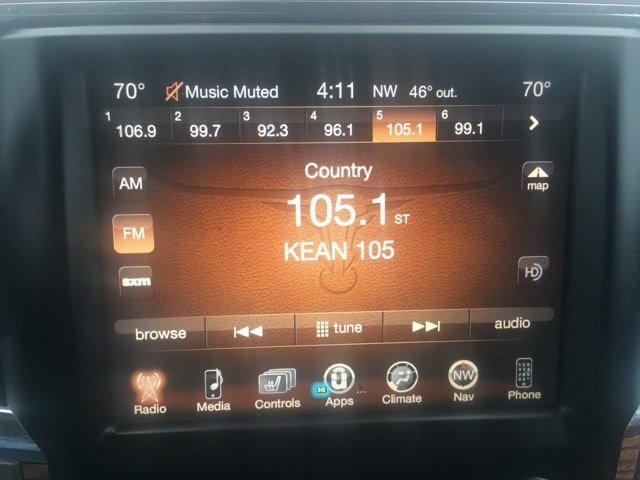 70° Music Muted 4:11 NW 46° out. 70°
1 106.9 2 99.7 3 92.3 4 96.1 5 105.1 6 99.1
Country
AM
map
105.1 ST
FM
KEAN 105
sxm
HD
browse tune audio
Radio Media Controls Apps Climate NW Nav Phone